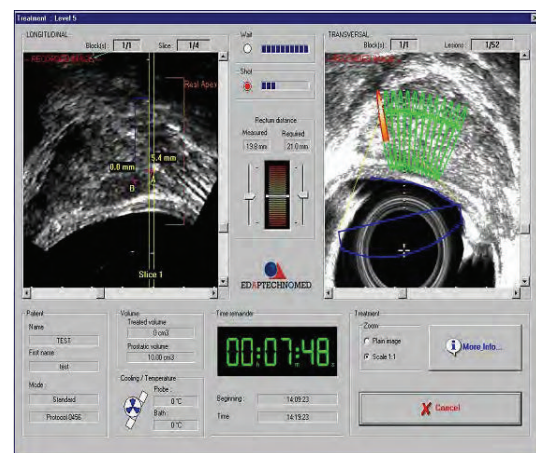 Treatment : Level 5
LONGITUDINAL
Block(s) 1/1 Slice 1/4
Real Apex
0.0 mm
5.4 mm
A
B
Slice 1
Wait
Shot
Rectum distance
Measured Required
19.8 mm 21.0 mm
EDAPTECHNOMED
TRANSVERSAL
Block(s) 1/1 Lesions 1/52
Patient
Name
TEST
First name
test
Mode :
Standard
Protocol 0456
Volume
Treated volume
0 cm3
Prostatic volume
10.00 cm3
Cooling / Temperature
Probe :
0 °C
Bath :
0 °C
Time remainder
00:07:48
Beginning 14:09:23
Time 14:19:23
Treatment
Zoom
Plain image
Scale 1:1
More Info...
Cancel